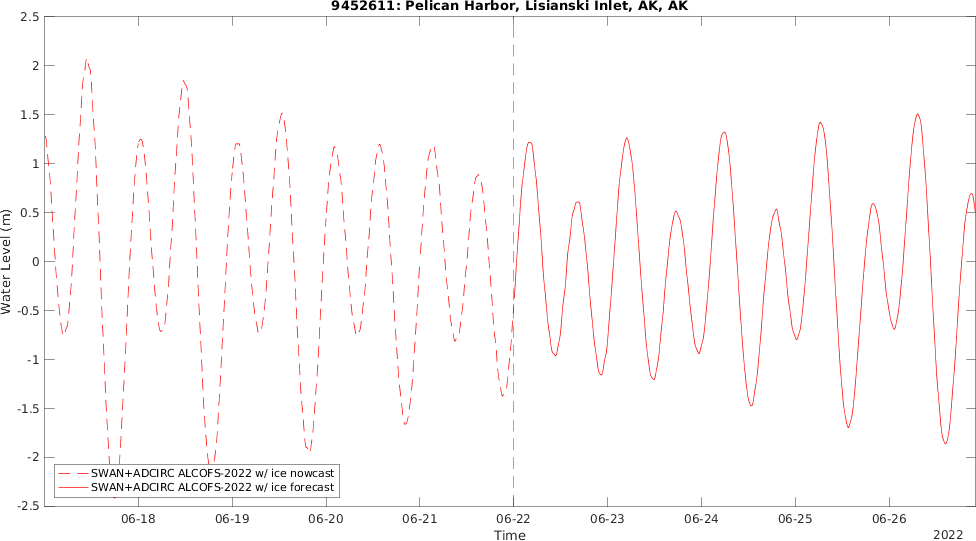 9452611: Pelican Harbor, Lisianski Inlet, AK, AK
2.5
2
1.5
1
0.5
0
-0.5
-1
-1.5
-2
-2.5
Water Level (m)
SWAN+ADCIRC ALCOFS-2022 w/ ice nowcast
SWAN+ADCIRC ALCOFS-2022 w/ ice forecast
06-18 06-19 06-20 06-21 06-22 06-23 06-24 06-25 06-26
Time
2022